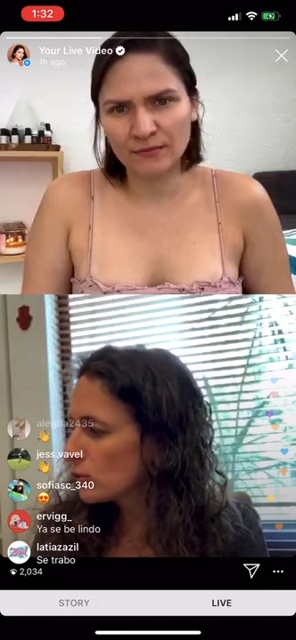 1:32
Your Live Video
1h ago
alegria2435
jess.vavel
sofiasc_340
ervigg_
Ya se be lindo
latiazazil
Se trabo
2,034
STORY
LIVE